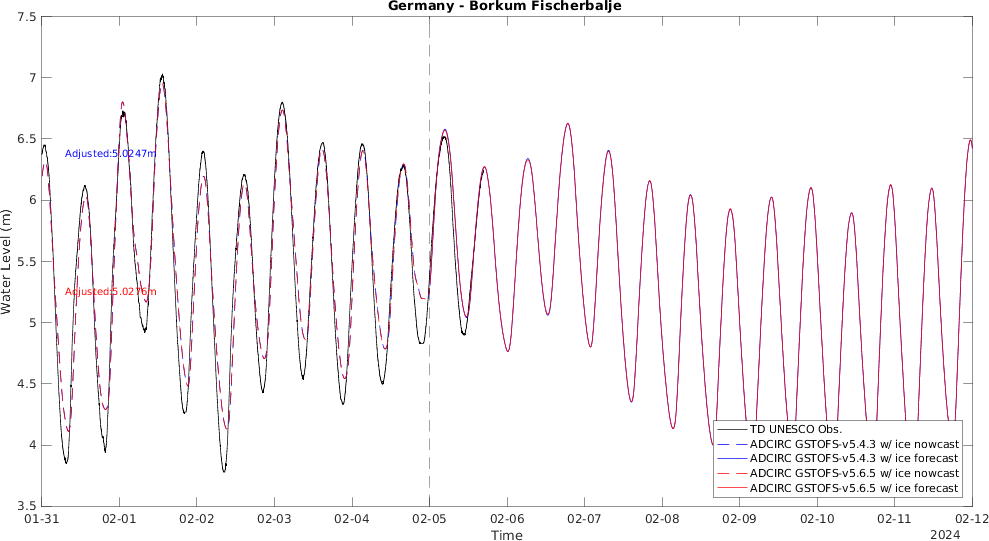 Germany - Borkum Fischerbalje
7.5
7
6.5
6
5.5
5
4.5
4
3.5
Water Level (m)
Adjusted:5.0247m
Adjusted:5.0276m
TD UNESCO Obs.
ADCIRC GSTOFS-v5.4.3 w/ ice nowcast
ADCIRC GSTOFS-v5.4.3 w/ ice forecast
ADCIRC GSTOFS-v5.6.5 w/ ice nowcast
ADCIRC GSTOFS-v5.6.5 w/ ice forecast
01-31 02-01 02-02 02-03 02-04 02-05 02-06 02-07 02-08 02-09 02-10 02-11 02-12
Time
2024